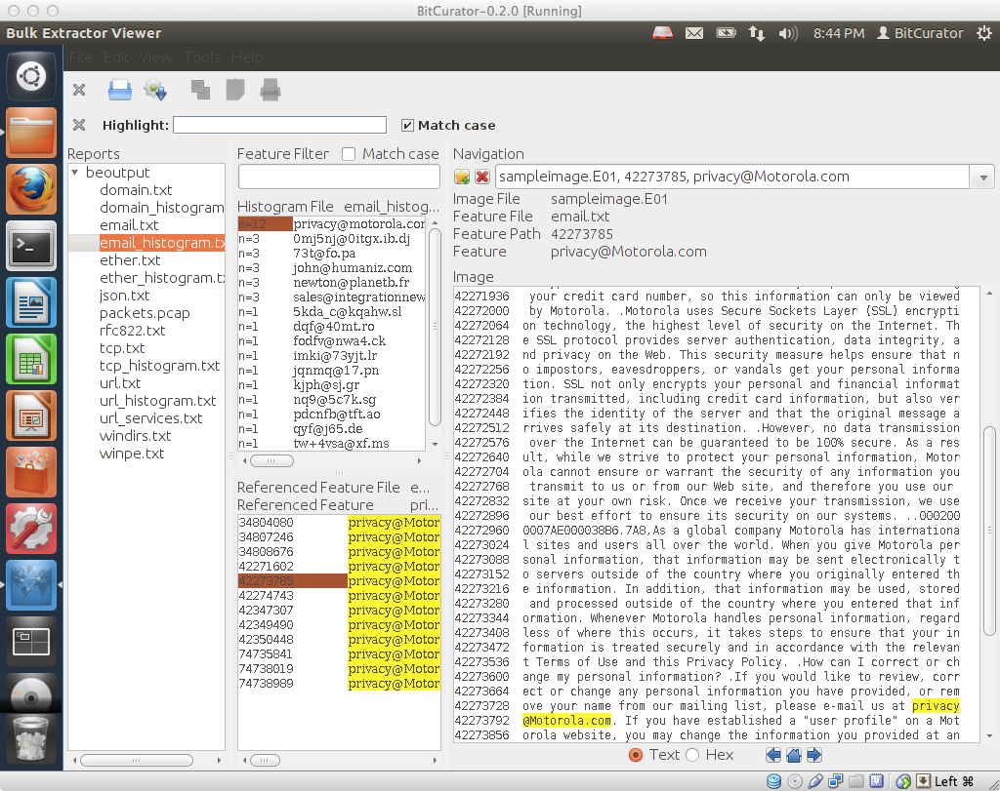 BitCurator-0.2.0 [Running]
Bulk Extractor Viewer
8:44 PM
BitCurator
File Edit View Tools Help
Highlight:
Match case
Reports
beoutput
domain.txt
domain_histogram
email.txt
email_histogram.tx
ether.txt
ether_histogram.tx
json.txt
packets.pcap
rfc822.txt
tcp.txt
tcp_histogram.txt
url.txt
url_histogram.txt
url_services.txt
windirs.txt
winpe.txt
Feature Filter
Match case
Histogram File email_histog...
n=12 privacy@motorola.cor
n=3 0mj5nj@0itgx.ib.dj
n=3 73t@fo.pa
n=3 john@humaniz.com
n=3 newton@planetb.fr
n=3 sales@integrationnew
n=1 5kda_c@kqahw.sl
n=1 dqf@40mt.ro
n=1 fodfv@nwa4.ck
n=1 imki@73yjt.lr
n=1 jqnmq@17.pn
n=1 kjph@sj.gr
n=1 nq9@5c7k.sg
n=1 pdcnfb@tft.ao
n=1 qyf@j65.de
n=1 tw+4vsa@xf.ms
Referenced Feature File e...
Referenced Feature pri...
34804080 privacy@Motor
34807246 privacy@Motor
34808676 privacy@Motor
42271602 privacy@Motor
42273785 privacy@Motor
42274743 privacy@Motor
42347307 privacy@Motor
42349490 privacy@Motor
42350448 privacy@Motor
74735841 privacy@Motor
74738019 privacy@Motor
74738989 privacy@Motor
Navigation
sampleimage.E01, 42273785, privacy@Motorola.com
Image File sampleimage.E01
Feature File email.txt
Feature Path 42273785
Feature privacy@Motorola.com
Image
42271936 your credit card number, so this information can only be viewed
42272000 by Motorola. .Motorola uses Secure Sockets Layer (SSL) encrypti
42272064 on technology, the highest level of security on the Internet. Th
42272128 e SSL protocol provides server authentication, data integrity, a
42272192 nd privacy on the Web. This security measure helps ensure that n
42272256 o impostors, eavesdroppers, or vandals get your personal informa
42272320 tion. SSL not only encrypts your personal and financial informat
42272384 ion transmitted, including credit card information, but also ver
42272448 ifies the identity of the server and that the original message a
42272512 rrives safely at its destination. .However, no data transmission
42272576 over the Internet can be guaranteed to be 100% secure. As a res
42272640 ult, while we strive to protect your personal information, Motor
42272704 ola cannot ensure or warrant the security of any information you
42272768 transmit to us or from our Web site, and therefore you use our
42272832 site at your own risk. Once we receive your transmission, we use
42272896 our best effort to ensure its security on our systems. ..000200
42272960 0007AE000038B6.7A8,As a global company Motorola has internationa
42273024 l sites and users all over the world. When you give Motorola per
42273088 sonal information, that information may be sent electronically t
42273152 o servers outside of the country where you originally entered th
42273216 e information. In addition, that information may be used, stored
42273280 and processed outside of the country where you entered that inf
42273344 ormation. Whenever Motorola handles personal information, regard
42273408 less of where this occurs, it takes steps to ensure that your in
42273472 formation is treated securely and in accordance with the relevan
42273536 t Terms of Use and this Privacy Policy. .How can I correct or ch
42273600 ange my personal information? .If you would like to review, corr
42273664 ect or change any personal information you have provided, or rem
42273728 ove your name from our mailing list, please e-mail us at privacy
42273792 @Motorola.com. If you have established a "user profile" on a Mot
42273856 orola website, you may change the information you provided at an
Text Hex
Left ⌘